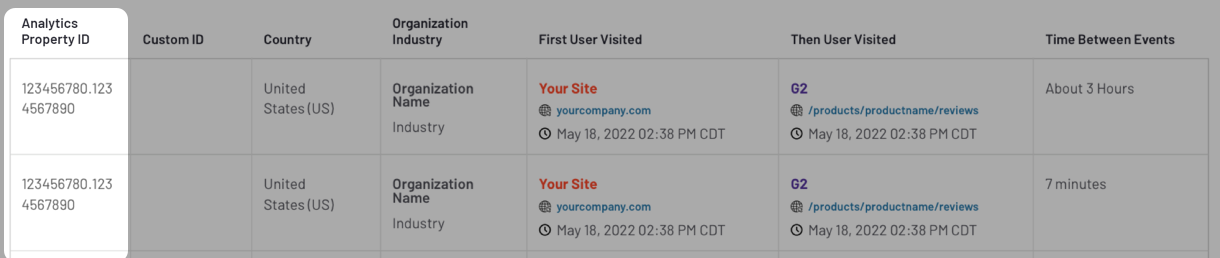 Analytics
Property ID
Custom ID
Country
Organization
Industry
First User Visited
Then User Visited
Time Between Events
123456780.123
4567890
United
States (US)
Organization
Name
Industry
Your Site
yourcompany.com
May 18, 2022 02:38 PM CDT
G2
/products/productname/reviews
May 18, 2022 02:38 PM CDT
About 3 Hours
123456780.123
4567890
United
States (US)
Organization
Name
Industry
Your Site
yourcompany.com
May 18, 2022 02:38 PM CDT
G2
/products/productname/reviews
May 18, 2022 02:38 PM CDT
7 minutes